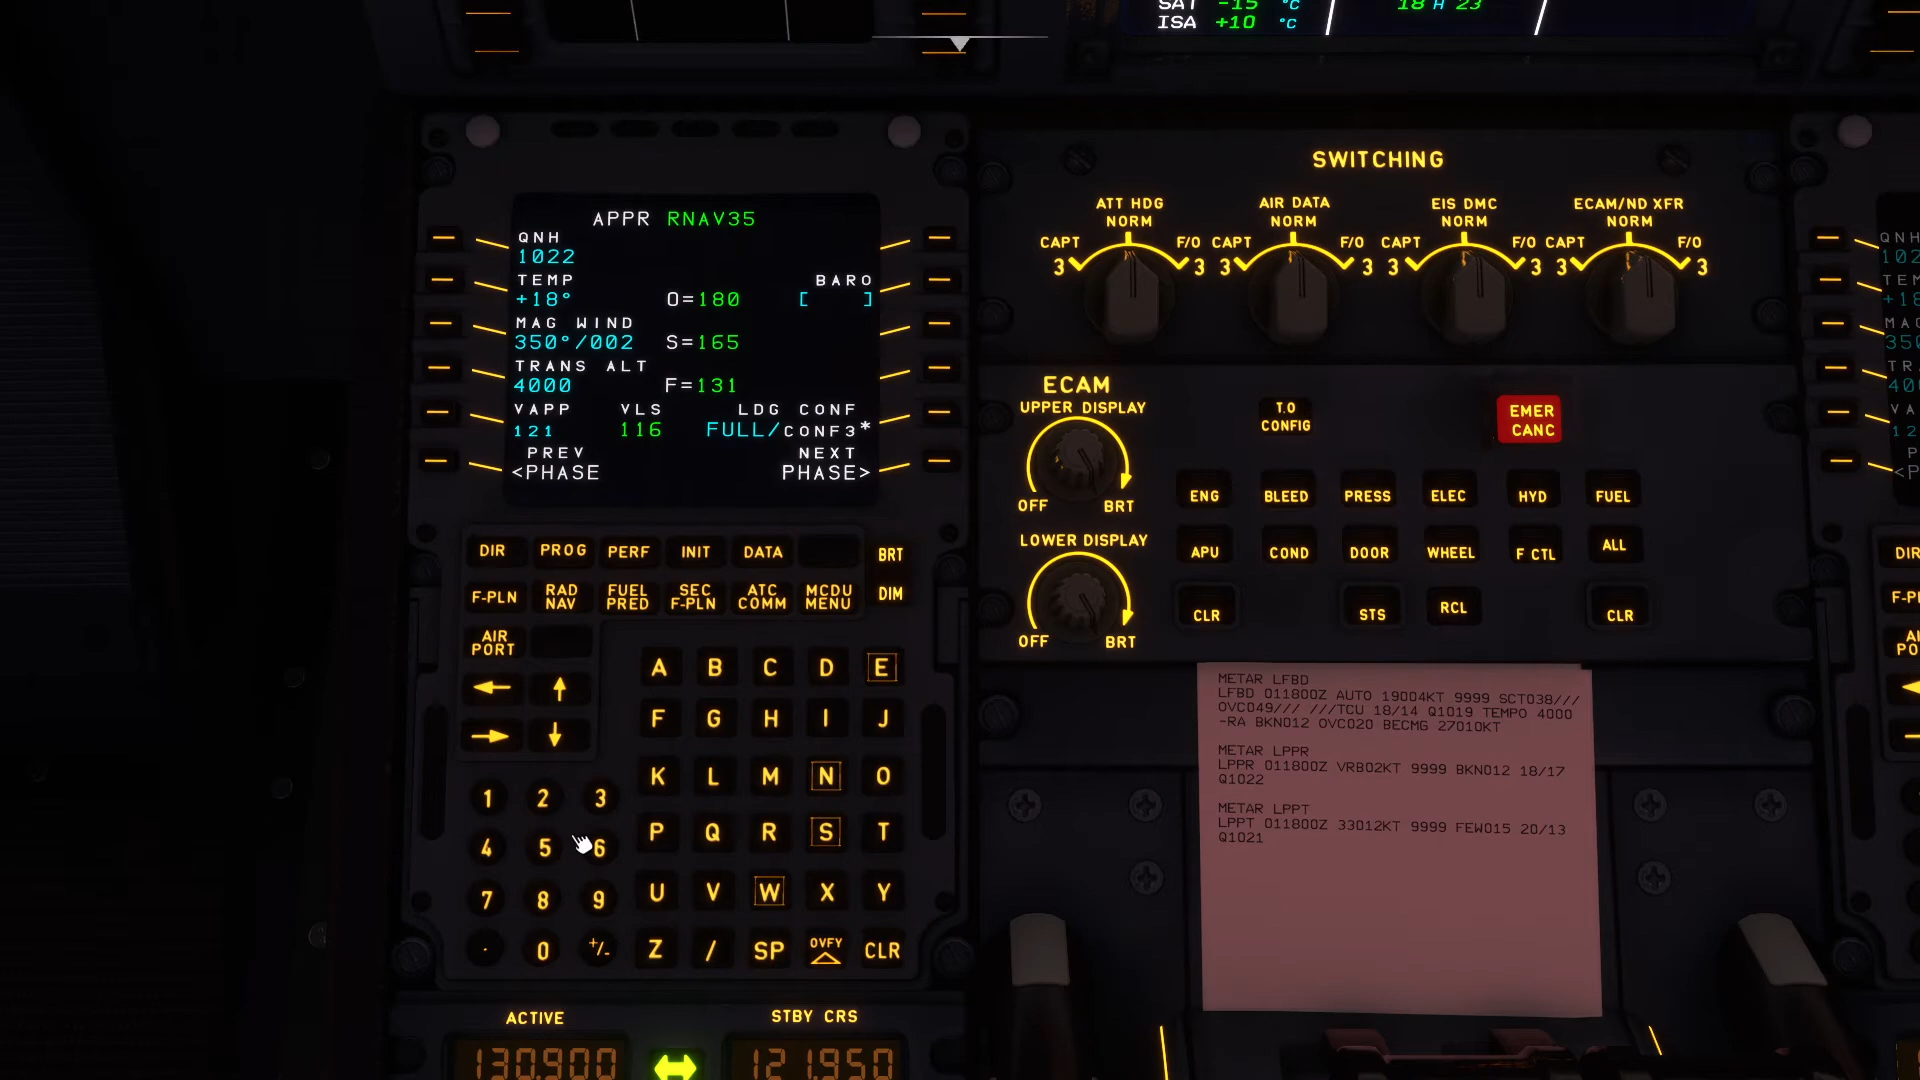 SAT -15 °C
ISA +10 °C
18 H 23
APPR RNAV35
QNH
1022
TEMP
+18° O=180 BARO
[ ]
MAG WIND
350°/002 S=165
TRANS ALT
4000 F=131
VAPP VLS LDG CONF
121 116 FULL/CONF3*
PREV NEXT
<PHASE PHASE>
DIR PROG PERF INIT DATA BRT
F-PLN RAD NAV FUEL PRED SEC F-PLN ATC COMM MCDU MENU DIM
AIR PORT
A B C D E
F G H I J
K L M N O
1 2 3
P Q R S T
4 5 6
U V W X Y
7 8 9
. 0 +/- Z / SP OVFY CLR
ACTIVE STBY CRS
130.900 121.950
SWITCHING
ATT HDG AIR DATA EIS DMC ECAM/ND XFR
NORM NORM NORM NORM
CAPT F/O CAPT F/O CAPT F/O CAPT F/O
3 3 3 3 3 3 3 3
ECAM
UPPER DISPLAY
OFF BRT
LOWER DISPLAY
OFF BRT
T.O CONFIG
EMER CANC
ENG BLEED PRESS ELEC HYD FUEL
APU COND DOOR WHEEL F CTL ALL
CLR STS RCL CLR
METAR LFBD
LFBD 011800Z AUTO 19004KT 9999 SCT038///
OVC049/// ///TCU 18/14 Q1019 TEMPO 4000
-RA BKN012 OVC020 BECMG 27010KT
METAR LPPR
LPPR 011800Z VRB02KT 9999 BKN012 18/17
Q1022
METAR LPPT
LPPT 011800Z 33012KT 9999 FEW015 20/13
Q1021